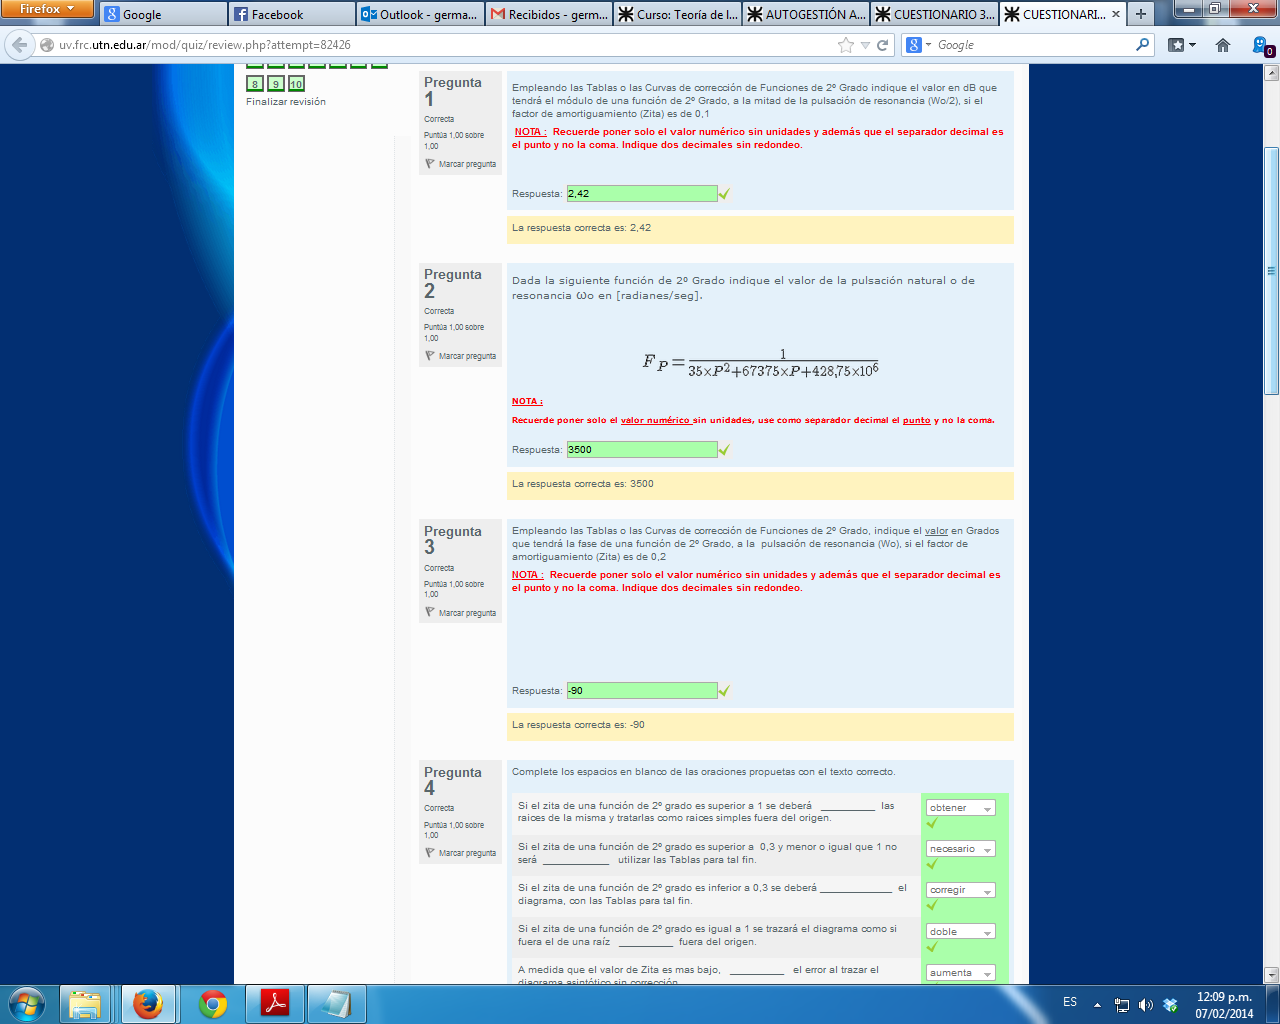 Firefox
Google
Facebook
Outlook - germa...
Recibidos - germ...
Curso: Teoría de l...
AUTOGESTIÓN A...
CUESTIONARIO 3...
CUESTIONARI...
uv.frc.utn.edu.ar/mod/quiz/review.php?attempt=82426
Google
0
8 9 10
Finalizar revisión
Pregunta
1
Correcta
Puntúa 1,00 sobre
1,00
Marcar pregunta
Empleando las Tablas o las Curvas de corrección de Funciones de 2º Grado indique el valor en dB que
tendrá el módulo de una función de 2º Grado, a la mitad de la pulsación de resonancia (Wo/2), si el
factor de amortiguamiento (Zita) es de 0,1
NOTA : Recuerde poner solo el valor numérico sin unidades y además que el separador decimal es
el punto y no la coma. Indique dos decimales sin redondeo.
Respuesta: 2,42
La respuesta correcta es: 2,42
Pregunta
2
Correcta
Puntúa 1,00 sobre
1,00
Marcar pregunta
Dada la siguiente función de 2º Grado indique el valor de la pulsación natural o de
resonancia ωo en [radianes/seg].
F P = 1 / 35×P²+67375×P+428,75×10⁶
NOTA :
Recuerde poner solo el valor numérico sin unidades, use como separador decimal el punto y no la coma.
Respuesta: 3500
La respuesta correcta es: 3500
Pregunta
3
Correcta
Puntúa 1,00 sobre
1,00
Marcar pregunta
Empleando las Tablas o las Curvas de corrección de Funciones de 2º Grado, indique el valor en Grados
que tendrá la fase de una función de 2º Grado, a la pulsación de resonancia (Wo), si el factor de
amortiguamiento (Zita) es de 0,2
NOTA : Recuerde poner solo el valor numérico sin unidades y además que el separador decimal es
el punto y no la coma. Indique dos decimales sin redondeo.
Respuesta: -90
La respuesta correcta es: -90
Pregunta
4
Correcta
Puntúa 1,00 sobre
1,00
Marcar pregunta
Complete los espacios en blanco de las oraciones propuetas con el texto correcto.
Si el zita de una función de 2º grado es superior a 1 se deberá __________ las
raices de la misma y tratarlas como raices simples fuera del origen.
obtener
Si el zita de una función de 2º grado es superior a 0,3 y menor o igual que 1 no
será ____________ utilizar las Tablas para tal fin.
necesario
Si el zita de una función de 2º grado es inferior a 0,3 se deberá _____________ el
diagrama, con las Tablas para tal fin.
corregir
Si el zita de una función de 2º grado es igual a 1 se trazará el diagrama como si
fuera el de una raíz __________ fuera del origen.
doble
A medida que el valor de Zita es mas bajo, __________ el error al trazar el
diagrama asintótico sin corrección
aumenta
ES
12:09 p.m.
07/02/2014